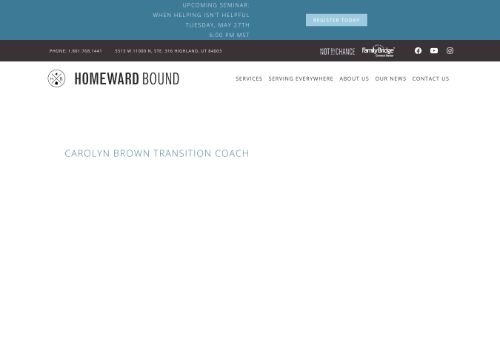 UPCOMING SEMINAR:
WHEN HELPING ISN'T HELPFUL
TUESDAY, MAY 27TH
6:00 PM MST
REGISTER TODAY
PHONE: 1.801.768.1441 5513 W 11000 N, STE. 316 HIGHLAND, UT 84003
NOT BY CHANCE FamilyBridge
HOMEWARD BOUND
SERVICES SERVING EVERYWHERE ABOUT US OUR NEWS CONTACT US
CAROLYN BROWN TRANSITION COACH